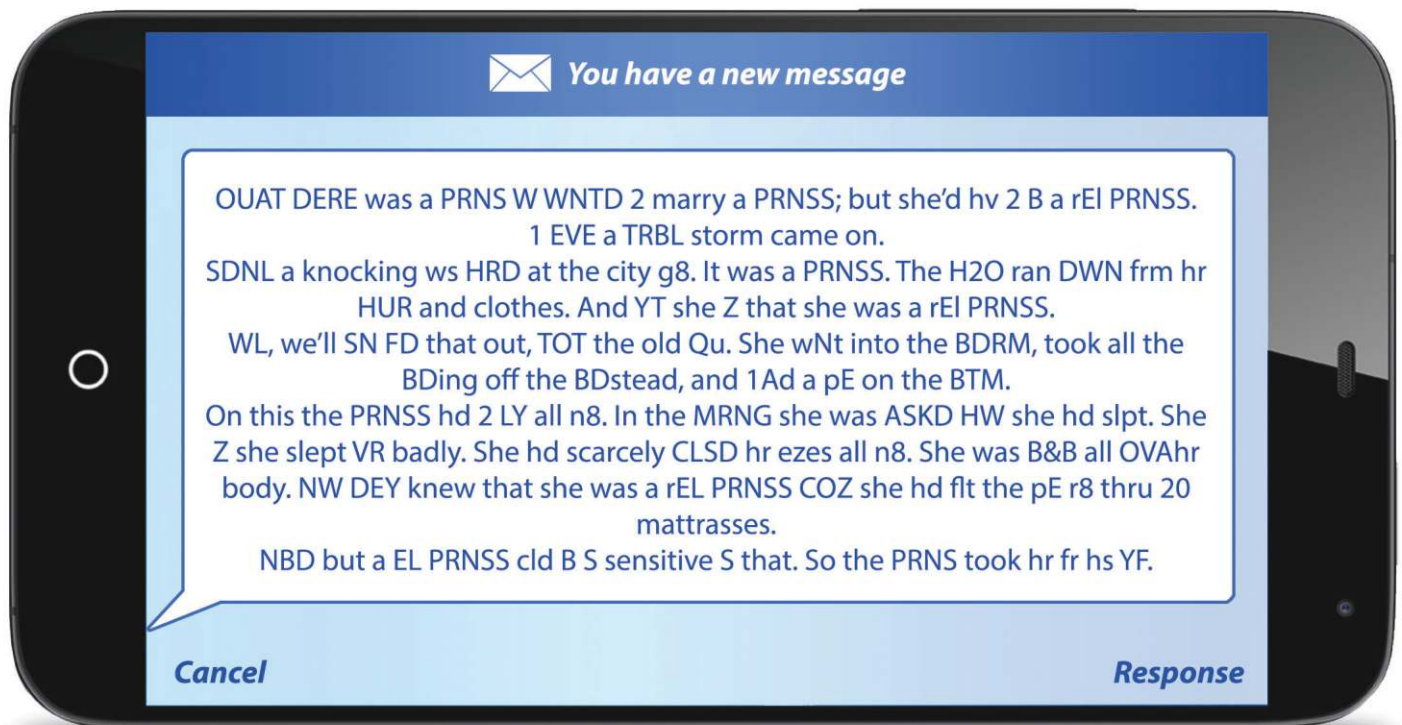 You have a new message
OUAT DERE was a PRNS W WNTD 2 marry a PRNSS; but she'd hv 2 B a rEl PRNSS.
1 EVE a TRBL storm came on.
SDNL a knocking ws HRD at the city g8. It was a PRNSS. The H2O ran DWN frm hr
HUR and clothes. And YT she Z that she was a rEl PRNSS.
WL, we'll SN FD that out, TOT the old Qu. She wNt into the BDRM, took all the
BDing off the BDstead, and 1Ad a pE on the BTM.
On this the PRNSS hd 2 LY all n8. In the MRNG she was ASKD HW she hd slpt. She
Z she slept VR badly. She hd scarcely CLSD hr ezes all n8. She was B&B all OVAhr
body. NW DEY knew that she was a rEL PRNSS COZ she hd flt the pE r8 thru 20
mattrasses.
NBD but a EL PRNSS cld B S sensitive S that. So the PRNS took hr fr hs YF.
Cancel
Response